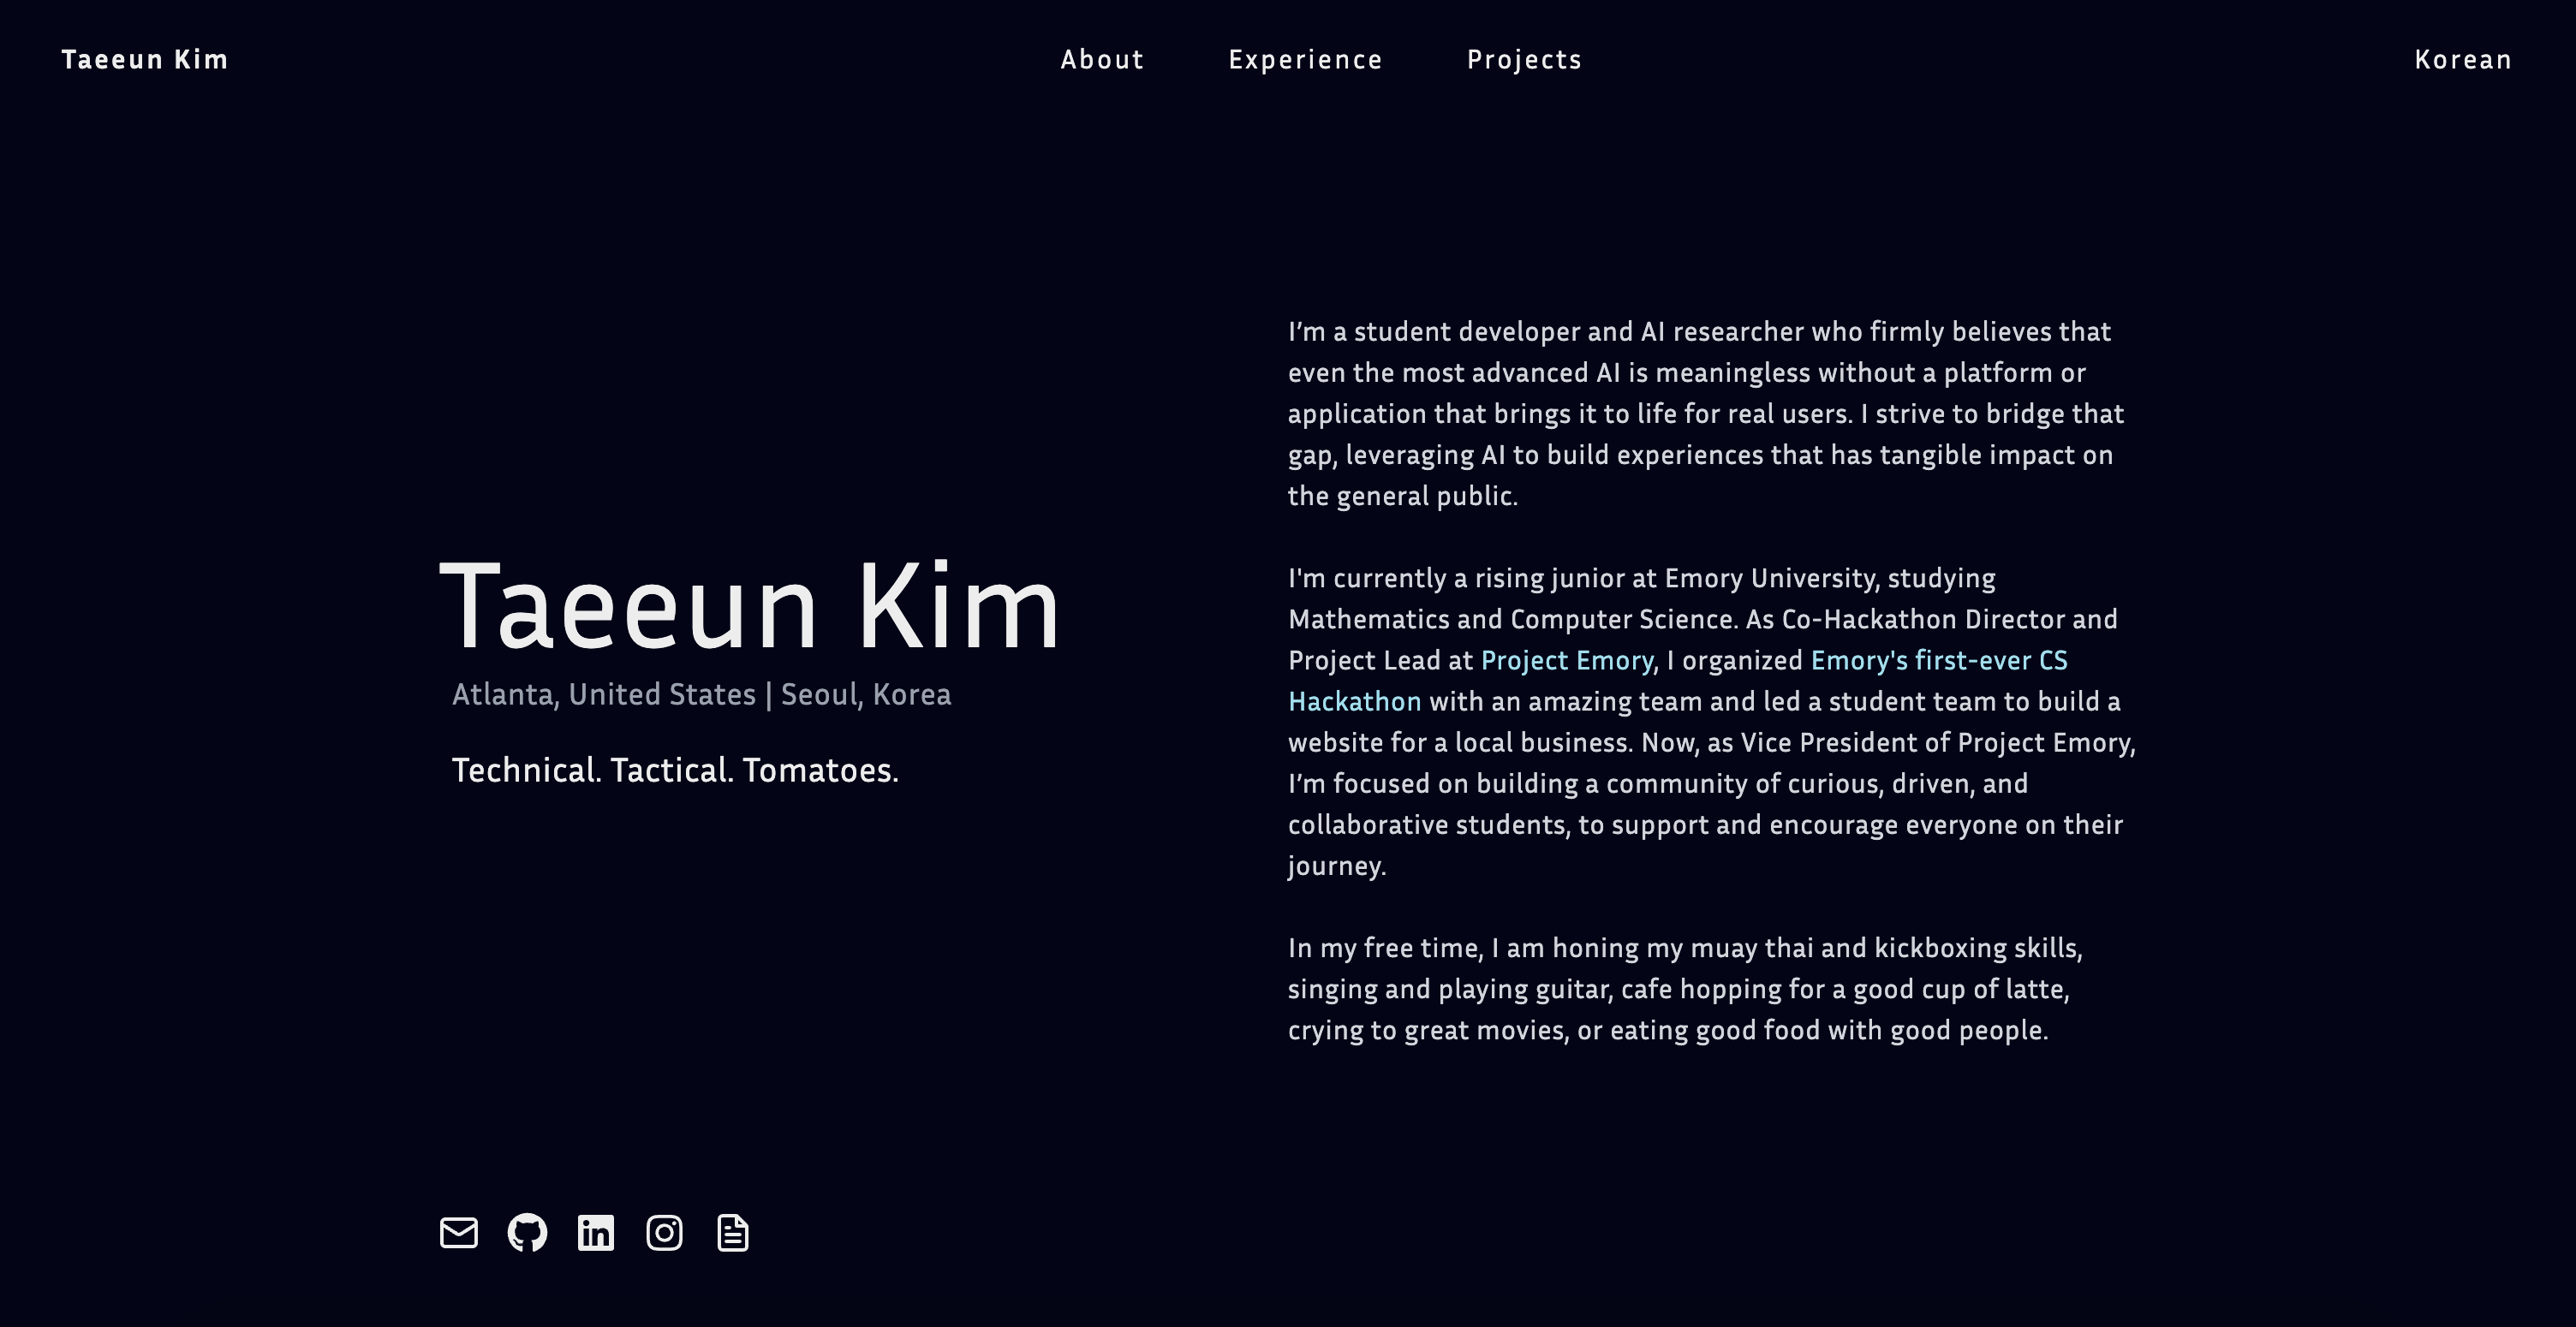 Taeeun Kim
About
Experience
Projects
Korean
Taeeun Kim
Atlanta, United States | Seoul, Korea
Technical. Tactical. Tomatoes.
I’m a student developer and AI researcher who firmly believes that
even the most advanced AI is meaningless without a platform or
application that brings it to life for real users. I strive to bridge that
gap, leveraging AI to build experiences that has tangible impact on
the general public.
I'm currently a rising junior at Emory University, studying
Mathematics and Computer Science. As Co-Hackathon Director and
Project Lead at Project Emory, I organized Emory's first-ever CS
Hackathon with an amazing team and led a student team to build a
website for a local business. Now, as Vice President of Project Emory,
I’m focused on building a community of curious, driven, and
collaborative students, to support and encourage everyone on their
journey.
In my free time, I am honing my muay thai and kickboxing skills,
singing and playing guitar, cafe hopping for a good cup of latte,
crying to great movies, or eating good food with good people.
in